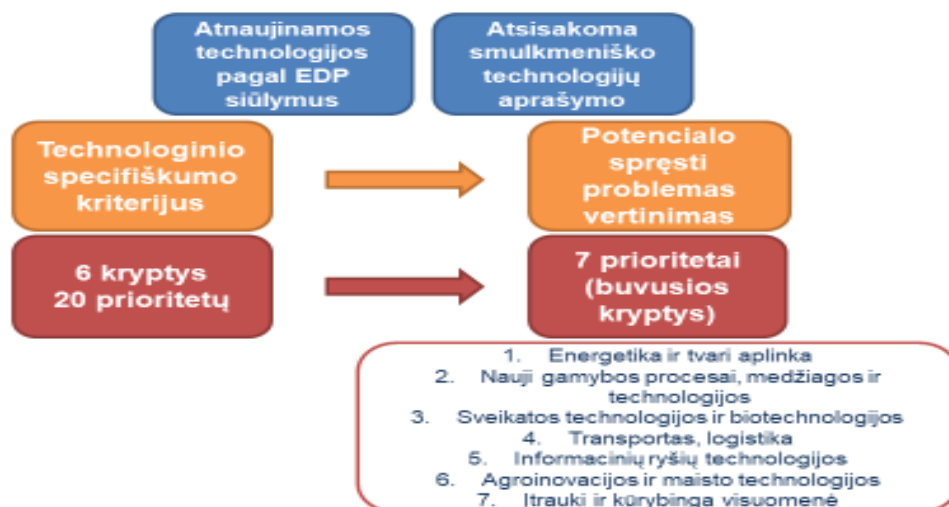 Atnaujinamos
technologijos
pagal EDP
siūlymus
Atsisakoma
smulkmeniško
technologijų
aprašymo
Technologinio
specifiškumo
kriterijus
Potencialo
spręsti
problemas
vertinimas
6 kryptys
20 prioritetų
7 prioritetai
(buvusios
kryptys)
1. Energetika ir tvari aplinka
2. Nauji gamybos procesai, medžiagos ir
technologijos
3. Sveikatos technologijos ir biotechnologijos
4. Transportas, logistika
5. Informacinių ryšių technologijos
6. Agroinovacijos ir maisto technologijos
7. Įtrauki ir kūrybinga visuomenė